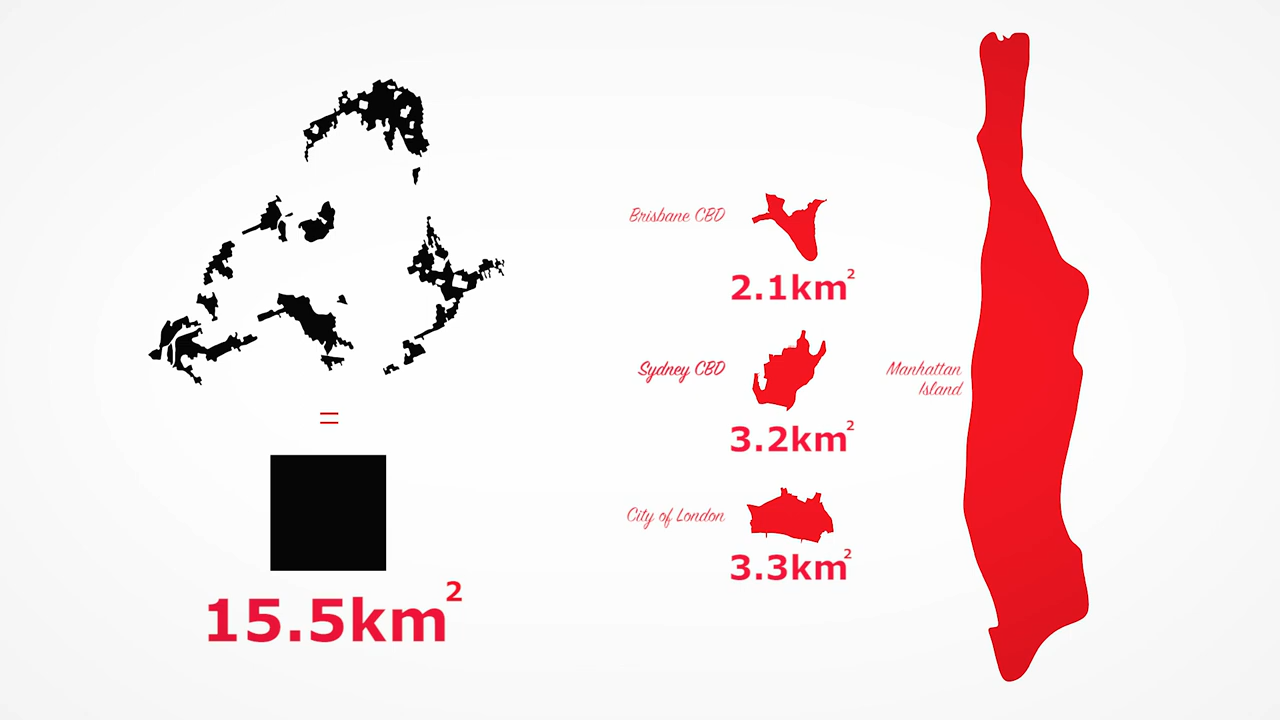 =
15.5km²
Brisbane CBD
2.1km²
Sydney CBD
3.2km²
City of London
3.3km²
Manhattan
Island